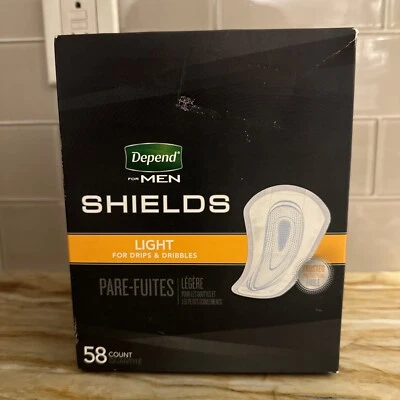 Depend®
FOR MEN
SHIELDS
LIGHT
FOR DRIPS & DRIBBLES
PARE-FUITES
LÉGÈRE
58 COUNT